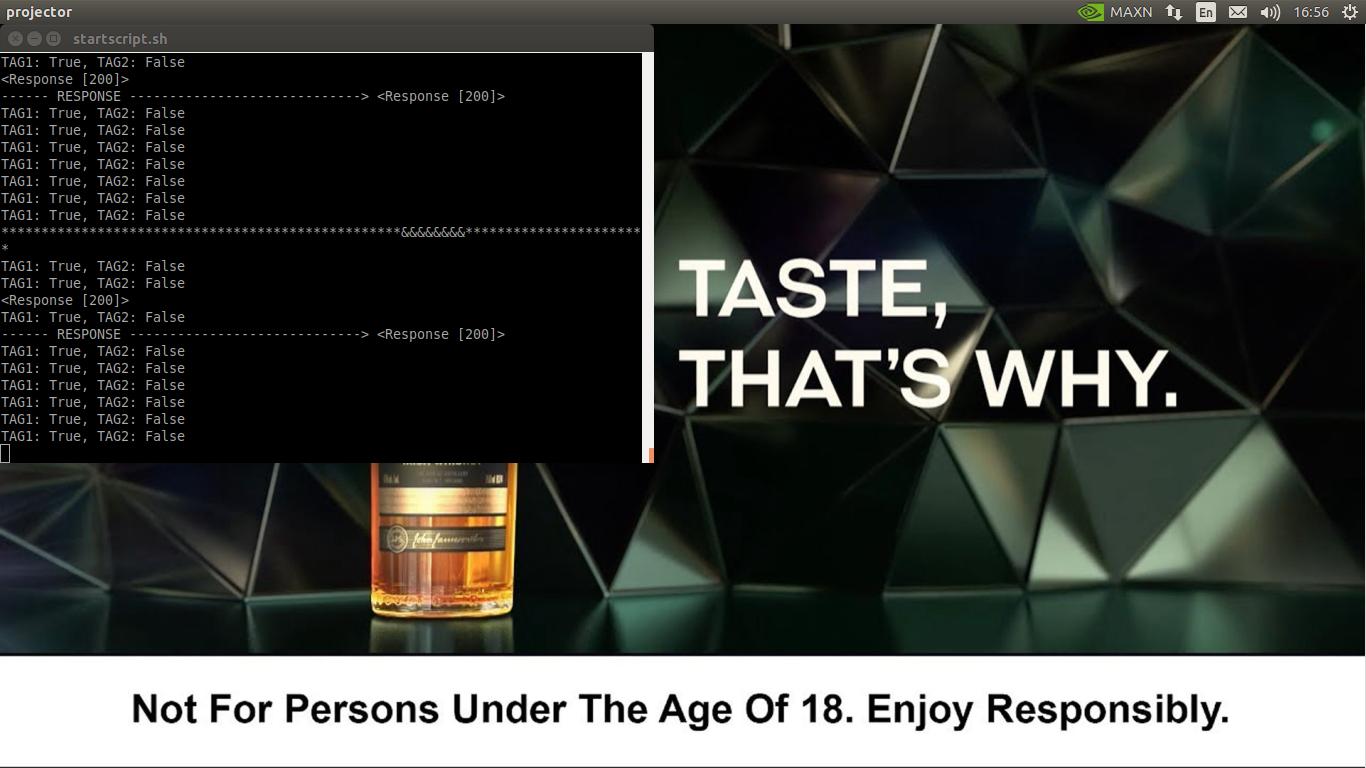 projector
MAXN
En
16:56
startscript.sh
TAG1: True, TAG2: False
<Response [200]>
------ RESPONSE -----------------------------> <Response [200]>
TAG1: True, TAG2: False
TAG1: True, TAG2: False
TAG1: True, TAG2: False
TAG1: True, TAG2: False
TAG1: True, TAG2: False
TAG1: True, TAG2: False
TAG1: True, TAG2: False
**************************************************&&&&&&&&**********************
*
TAG1: True, TAG2: False
TAG1: True, TAG2: False
<Response [200]>
TAG1: True, TAG2: False
------ RESPONSE -----------------------------> <Response [200]>
TAG1: True, TAG2: False
TAG1: True, TAG2: False
TAG1: True, TAG2: False
TAG1: True, TAG2: False
TAG1: True, TAG2: False
TAG1: True, TAG2: False
TASTE,
THAT'S WHY.
Not For Persons Under The Age Of 18. Enjoy Responsibly.